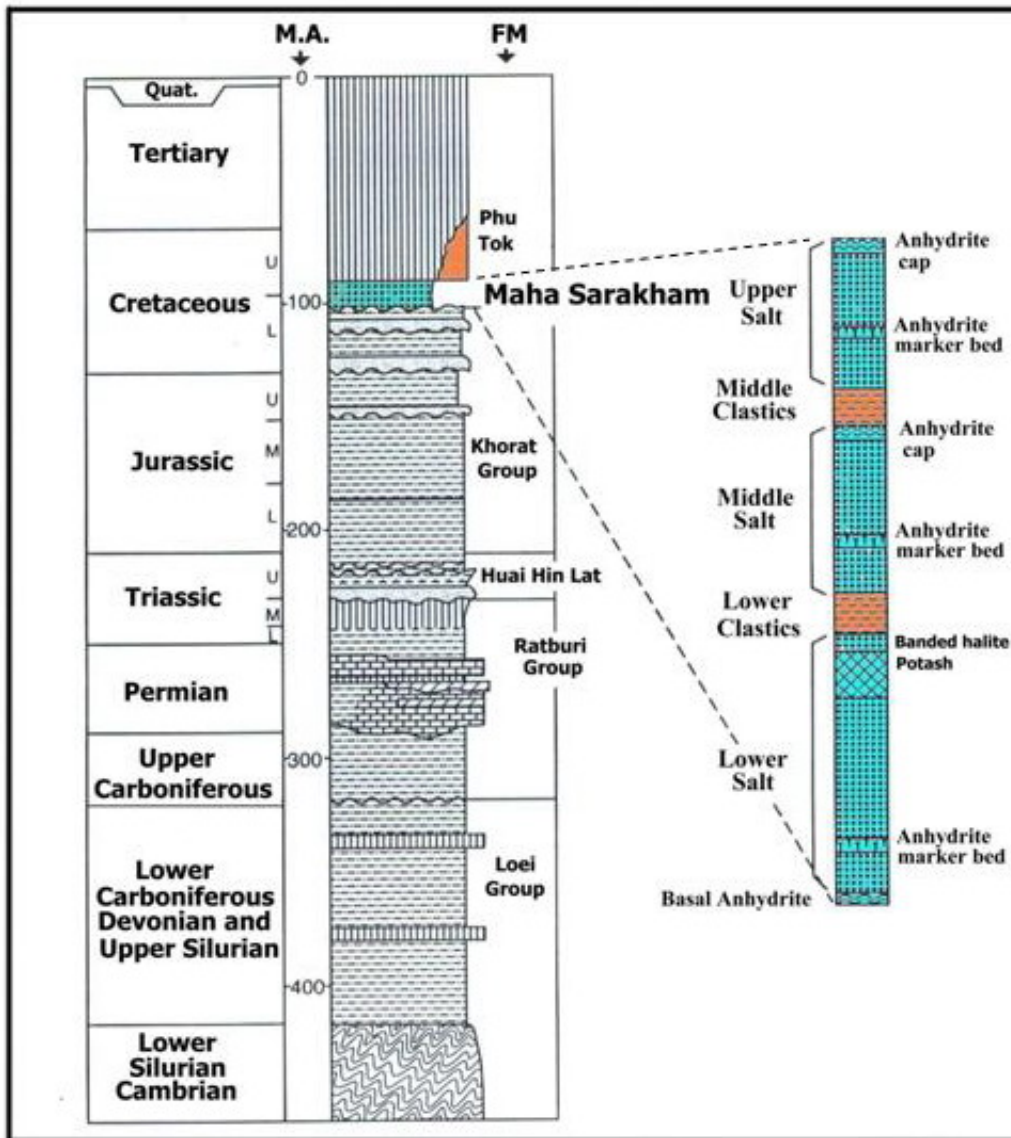 M.A.
FM
0
Quat.
Tertiary
Phu
Tok
U
Cretaceous
L
100
Maha Sarakham
U
Jurassic
M
L
Khorat
Group
200
U
Triassic
M
L
Huai Hin Lat
Ratburi
Group
Permian
Upper
Carboniferous
300
Lower
Carboniferous
Devonian and
Upper Silurian
Loei
Group
400
Lower
Silurian
Cambrian
Anhydrite
cap
Upper
Salt
Anhydrite
marker bed
Middle
Clastics
Anhydrite
cap
Middle
Salt
Anhydrite
marker bed
Lower
Clastics
Banded halite
Potash
Lower
Salt
Anhydrite
marker bed
Basal Anhydrite